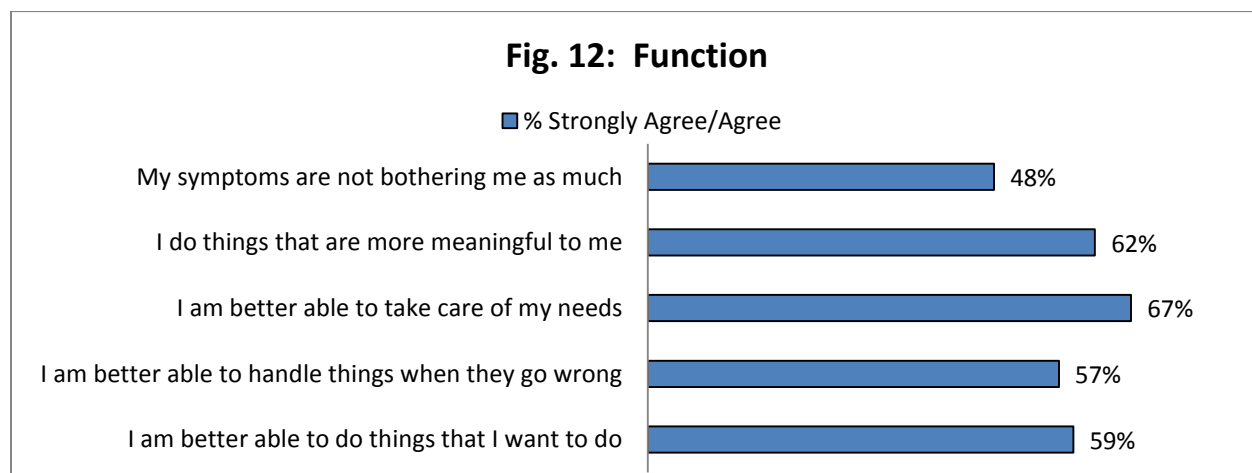 Fig. 12:  Function
% Strongly Agree/Agree
My symptoms are not bothering me as much 48%
I do things that are more meaningful to me 62%
I am better able to take care of my needs 67%
I am better able to handle things when they go wrong 57%
I am better able to do things that I want to do 59%